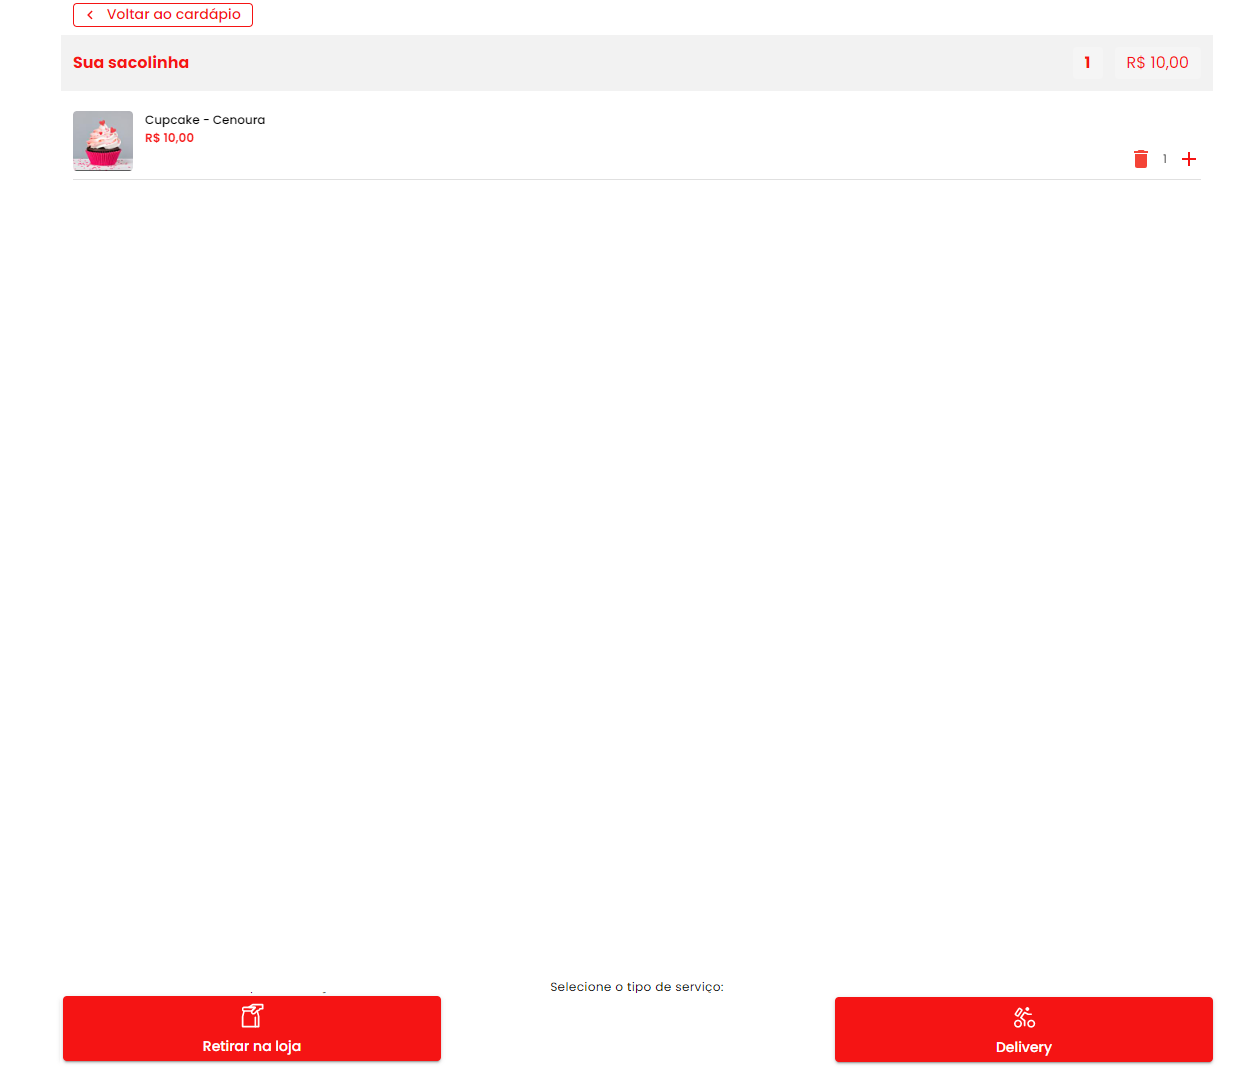 Voltar ao cardápio
Sua sacolinha
1
R$ 10,00
Cupcake - Cenoura
R$ 10,00
1
Selecione o tipo de serviço:
Retirar na loja
Delivery